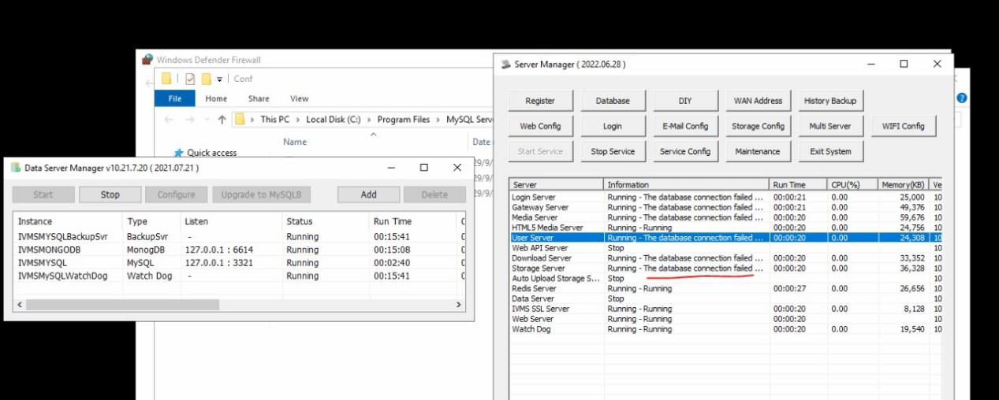 Windows Defender Firewall
Conf
File Home Share View
This PC > Local Disk (C:) > Program Files > MySQL Serv
Quick access
Name
Date
29/9/
29/9/
29/9/
Data Server Manager v10.21.7.20 ( 2021.07.21 )
Start Stop Configure Upgrade to MySQL8 Add Delete
Instance Type Listen Status Run Time C
IVMSMYSQLBackupSvr BackupSvr - Running 00:15:41 0
IVMSMONGODB MonogDB 127.0.0.1 : 6614 Running 00:15:08 0
IVMSMYSQL MySQL 127.0.0.1 : 3321 Running 00:02:40 0
IVMSMySQLWatchDog Watch Dog - Running 00:15:41 0
Server Manager ( 2022.06.28 )
Register Database DIY WAN Address History Backup
Web Config Login E-Mail Config Storage Config Multi Server WIFI Config
Start Service Stop Service Service Config Maintenance Exit System
Server Information Run Time CPU(%) Memory(KB) Ve
Login Server Running - The database connection failed ... 00:00:21 0.00 25,000 10
Gateway Server Running - The database connection failed ... 00:00:21 0.00 49,376 10
Media Server Running - The database connection failed ... 00:00:20 0.00 59,676 10
HTML5 Media Server Running - Running 00:00:20 0.00 24,756 10
User Server Running - The database connection failed ... 00:00:20 0.00 24,308 10
Web API Server Stop 10
Download Server Running - The database connection failed ... 00:00:20 0.00 33,352 10
Storage Server Running - The database connection failed ... 00:00:20 0.00 36,328 10
Auto Upload Storage S... Stop 10
Redis Server Running - Running 00:00:27 0.00 26,656 10
Data Server Stop 10
IVMS SSL Server Running - Running 00:00:20 0.00 8,128 10
Web Server Running - Running 00:00:20 10
Watch Dog Running - Running 00:00:20 0.00 19,540 10